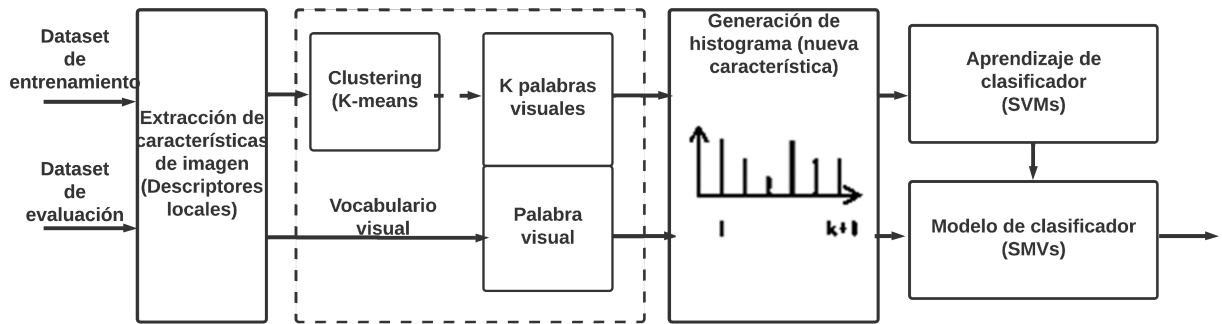 Dataset
de
entrenamiento
Dataset
de
evaluación
Extracción de
características
de imagen
(Descriptores
locales)
Clustering
(K-means
K palabras
visuales
Vocabulario
visual
Palabra
visual
Generación de
histograma (nueva
característica)
1
k+1
Aprendizaje de
clasificador
(SVMs)
Modelo de clasificador
(SMVs)